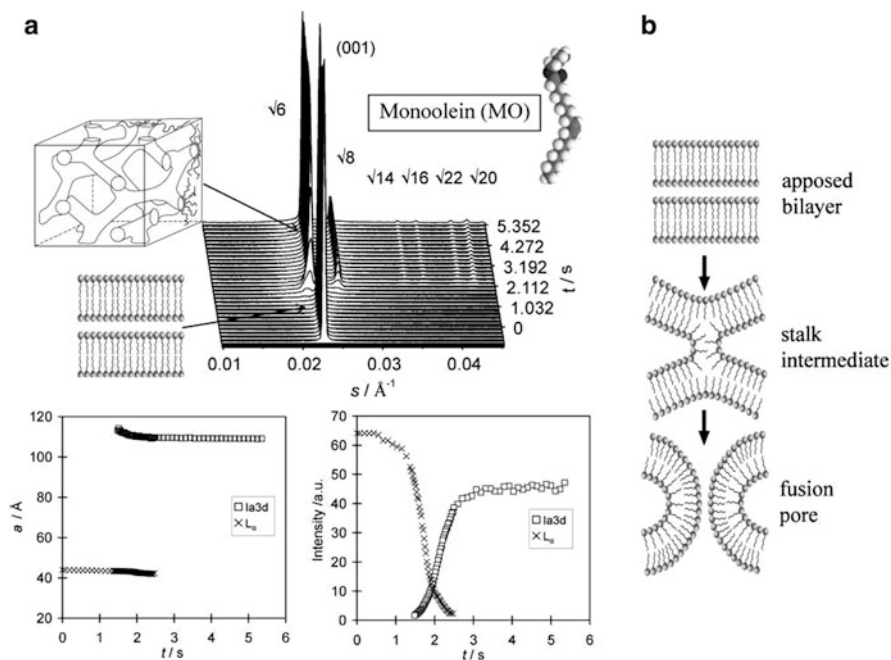 a
b
(001)
√6
Monoolein (MO)
√8
√14 √16 √22 √20
5.352
4.272
3.192
2.112
1.032
0
t / s
0.01 0.02 0.03 0.04
s / Å⁻¹
120
100
80
60
40
20
a / Å
Ia3d
Lα
0 1 2 3 4 5 6
t / s
70
60
50
40
30
20
10
0
Intensity /a.u.
Ia3d
Lα
0 1 2 3 4 5 6
t / s
apposed
bilayer
stalk
intermediate
fusion
pore